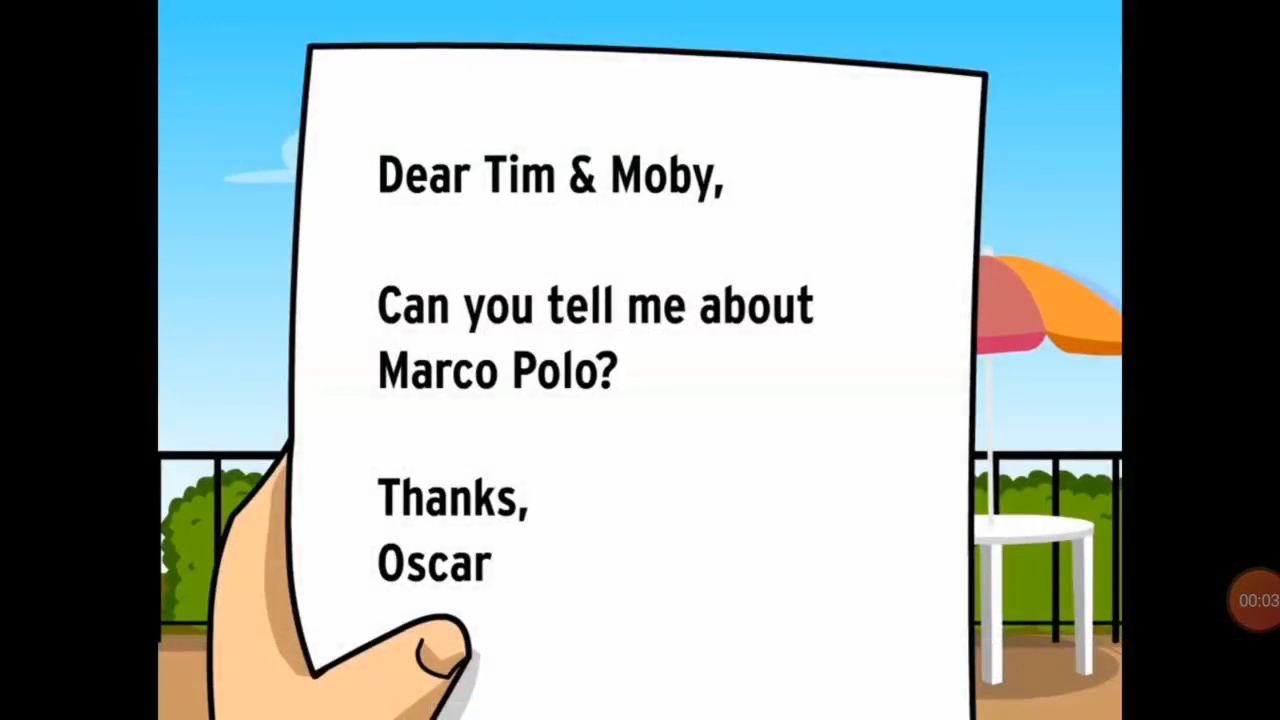 Dear Tim & Moby,
Can you tell me about
Marco Polo?
Thanks,
Oscar
00:03